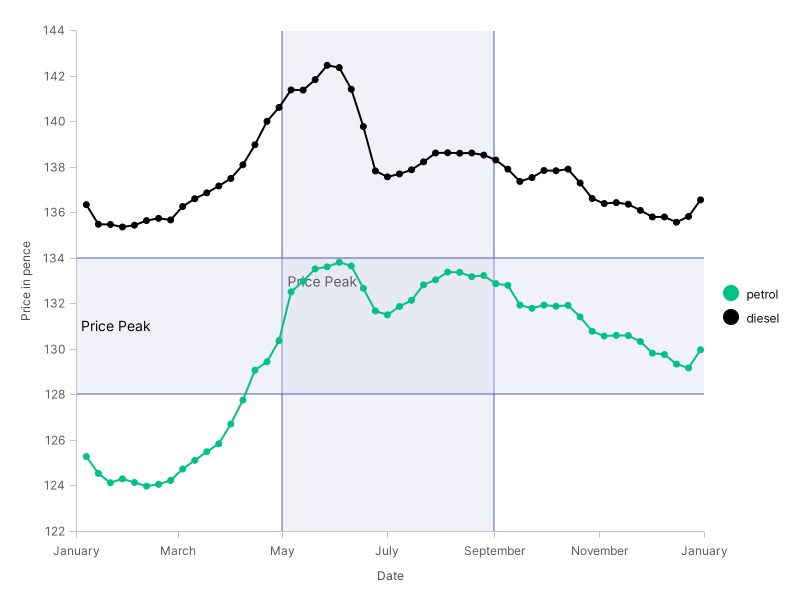 144
142
140
138
136
134
132
130
128
126
124
122
Price in pence
Price Peak
Price Peak
January
March
May
July
September
November
January
Date
petrol
diesel